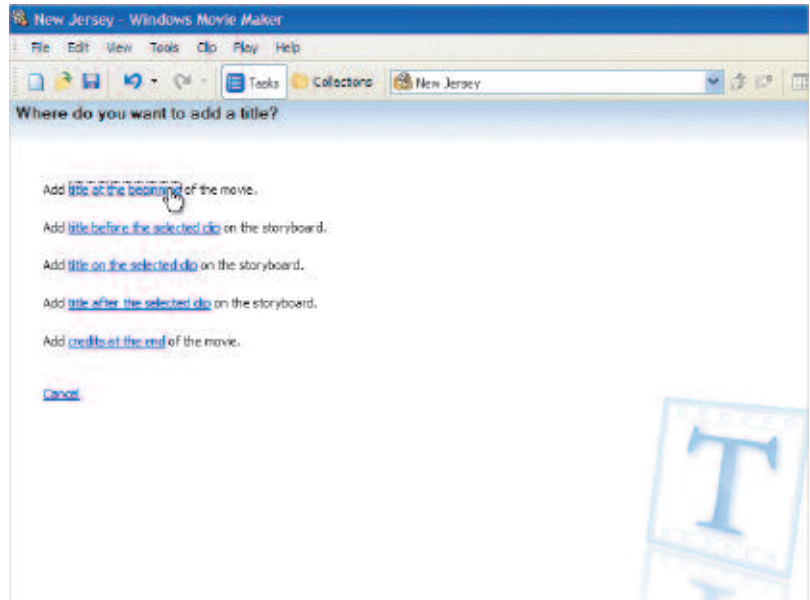 New Jersey - Windows Movie Maker
File Edit View Tools Clip Play Help
Tasks Collections New Jersey
Where do you want to add a title?
Add title at the beginning of the movie.
Add title before the selected clip on the storyboard.
Add title on the selected clip on the storyboard.
Add title after the selected clip on the storyboard.
Add credits at the end of the movie.
Cancel
T